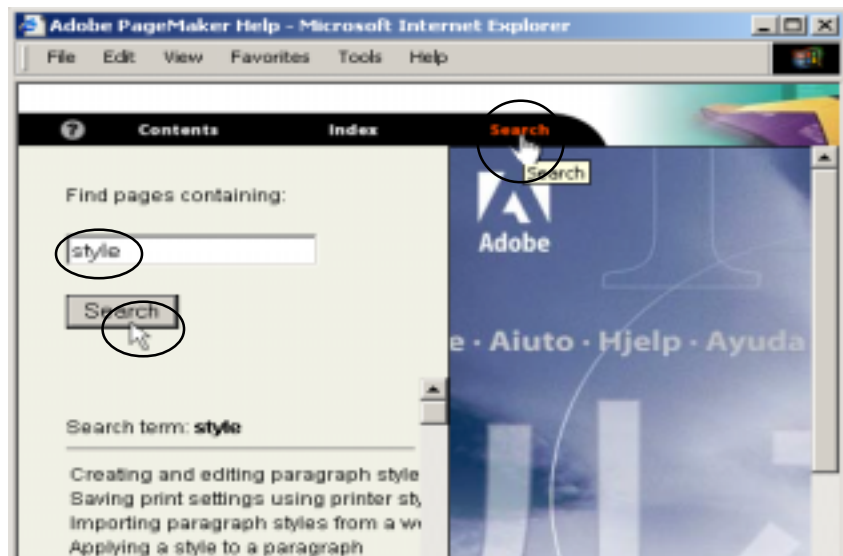 Adobe PageMaker Help - Microsoft Internet Explorer
File Edit View Favorites Tools Help
Contents Index Search
Search
Find pages containing:
style
Search
Adobe
e · Aiuto · Hjelp · Ayuda
Search term: style
Creating and editing paragraph style
Saving print settings using printer sty
Importing paragraph styles from a
Applying a style to a paragraph